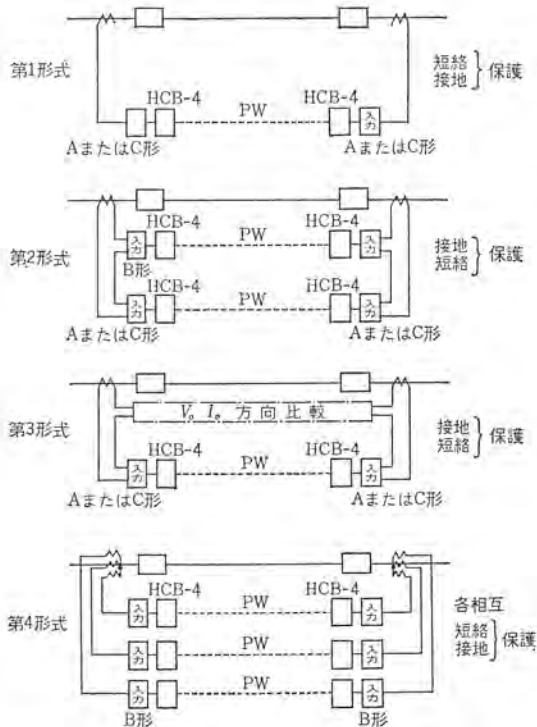 第1形式
HCB-4
PW
HCB-4
入力
AまたはC形
AまたはC形
短絡
接地
保護
第2形式
HCB-4
PW
HCB-4
入力
入力
B形
HCB-4
PW
HCB-4
入力
入力
AまたはC形
AまたはC形
接地
短絡
保護
第3形式
V₀ I₀ 方向比較
HCB-4
PW
HCB-4
入力
入力
AまたはC形
AまたはC形
接地
短絡
保護
第4形式
HCB-4
PW
HCB-4
入力
入力
PW
入力
入力
PW
入力
入力
B形
B形
各相互
短絡
接地
保護